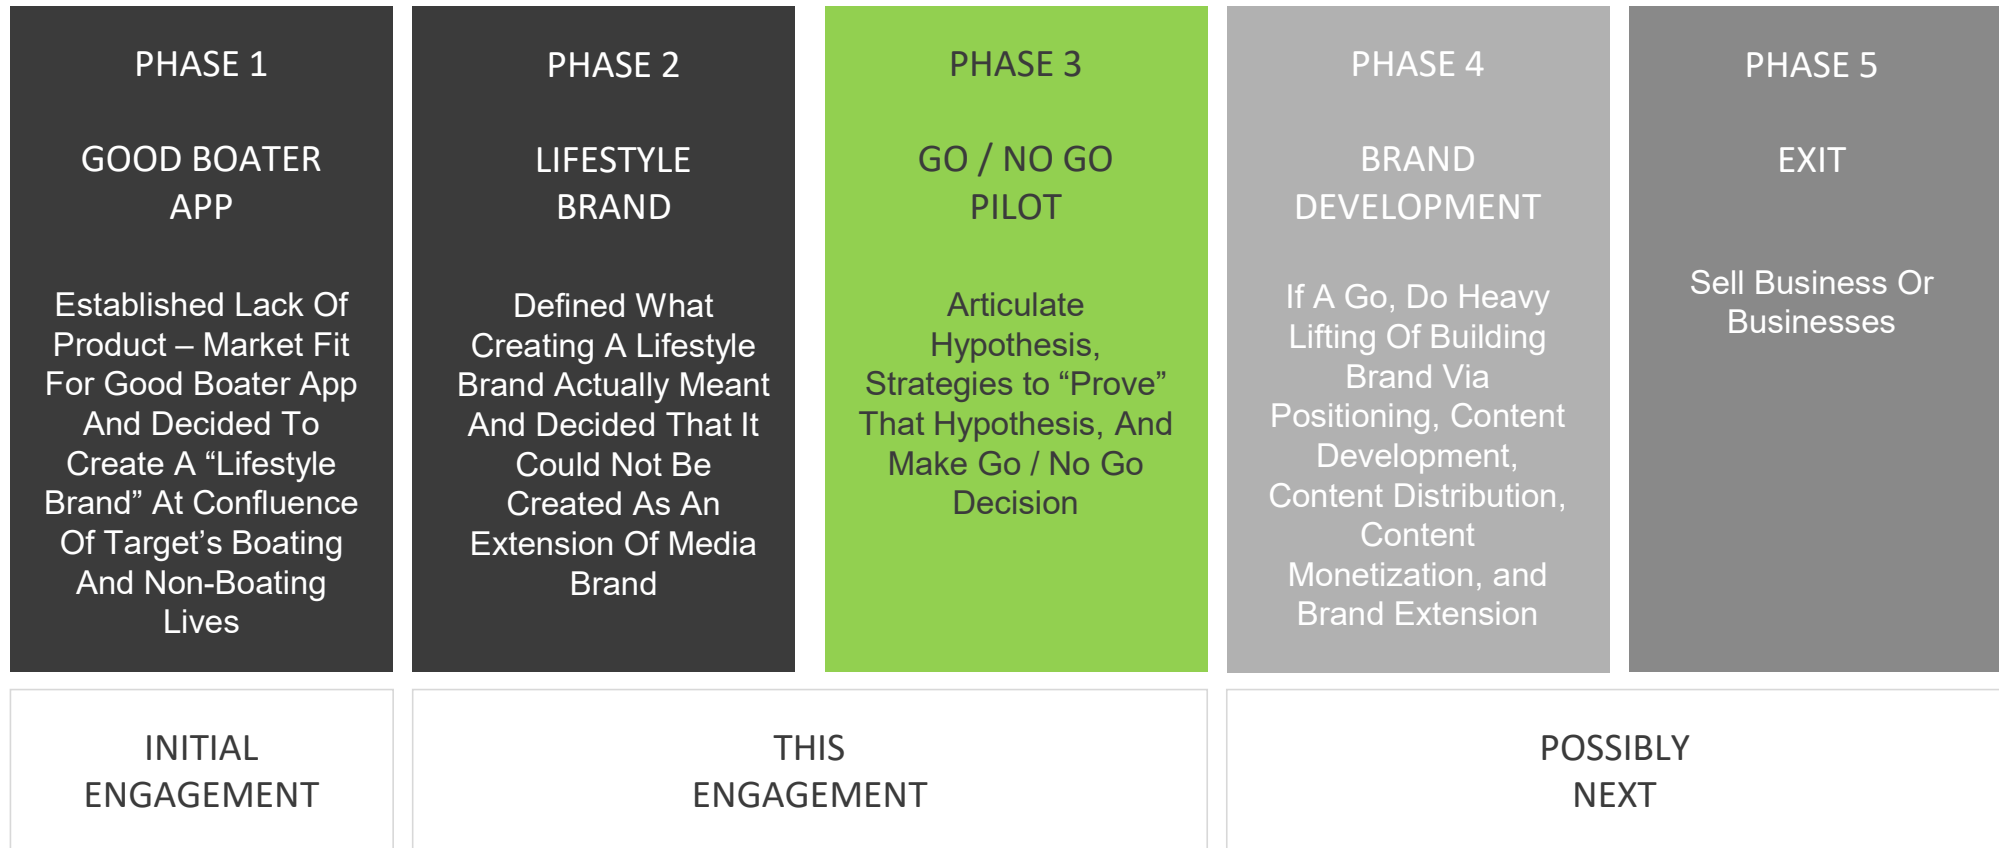 PHASE 1
GOOD BOATER
APP
Established Lack Of
Product – Market Fit
For Good Boater App
And Decided To
Create A “Lifestyle
Brand” At Confluence
Of Target’s Boating
And Non-Boating
Lives
PHASE 2
LIFESTYLE
BRAND
Defined What
Creating A Lifestyle
Brand Actually Meant
And Decided That It
Could Not Be
Created As An
Extension Of Media
Brand
PHASE 3
GO / NO GO
PILOT
Articulate
Hypothesis,
Strategies to “Prove”
That Hypothesis, And
Make Go / No Go
Decision
PHASE 4
BRAND
DEVELOPMENT
If A Go, Do Heavy
Lifting Of Building
Brand Via
Positioning, Content
Development,
Content Distribution,
Content
Monetization, and
Brand Extension
PHASE 5
EXIT
Sell Business Or
Businesses
INITIAL
ENGAGEMENT
THIS
ENGAGEMENT
POSSIBLY
NEXT